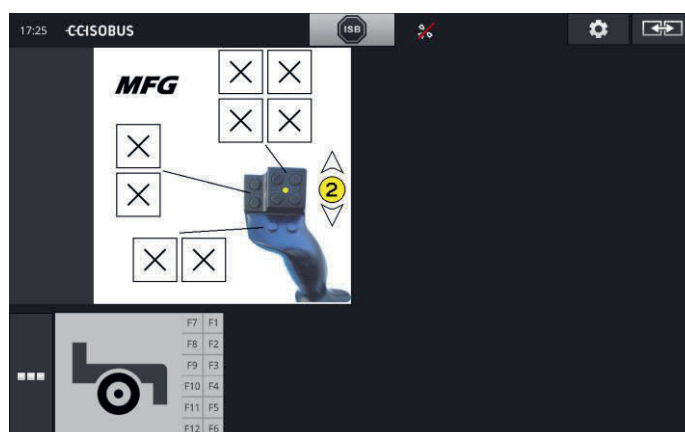 17:25 CCISOBUS ISB
MFG
2
F7 F1
F8 F2
F9 F3
F10 F4
F11 F5
F12 F6